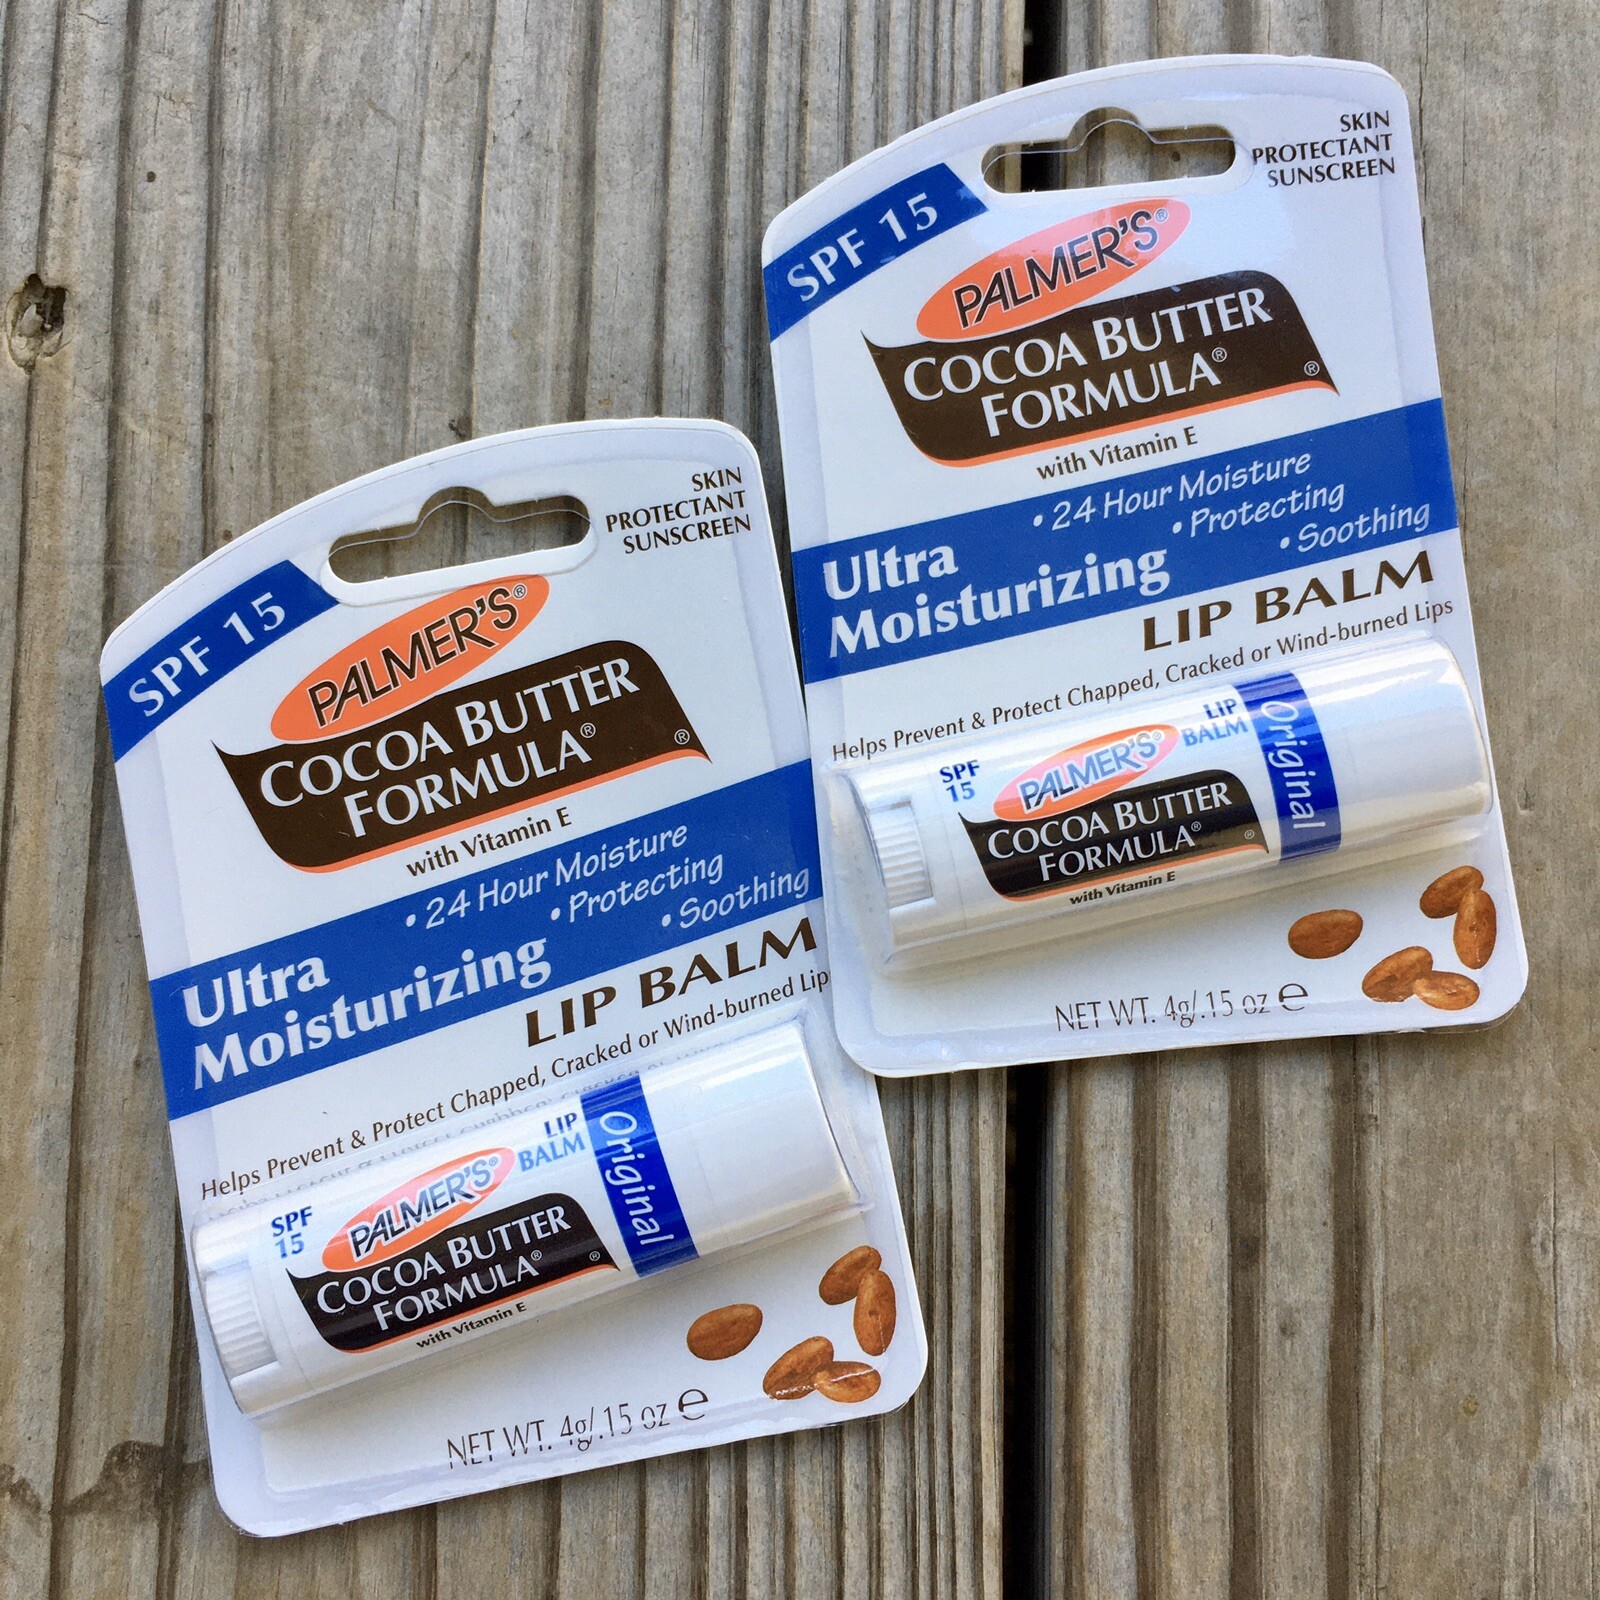 SPF 15
SKIN
PROTECTANT
SUNSCREEN
PALMER'S®
COCOA BUTTER
FORMULA® ®
with Vitamin E
• 24 Hour Moisture
• Protecting
• Soothing
Ultra
Moisturizing
LIP BALM
Helps Prevent & Protect Chapped, Cracked or Wind-burned Lips
SPF
15
PALMER'S®
LIP
BALM
COCOA BUTTER
FORMULA® ®
with Vitamin E
Original
NET WT. 4g/.15 oz ℮
SPF 15
SKIN
PROTECTANT
SUNSCREEN
PALMER'S®
COCOA BUTTER
FORMULA® ®
with Vitamin E
• 24 Hour Moisture
• Protecting
• Soothing
Ultra
Moisturizing
LIP BALM
Helps Prevent & Protect Chapped, Cracked or Wind-burned Lip
SPF
15
PALMER'S®
LIP
BALM
COCOA BUTTER
FORMULA® ®
with Vitamin E
Original
NET WT. 4g/.15 oz ℮